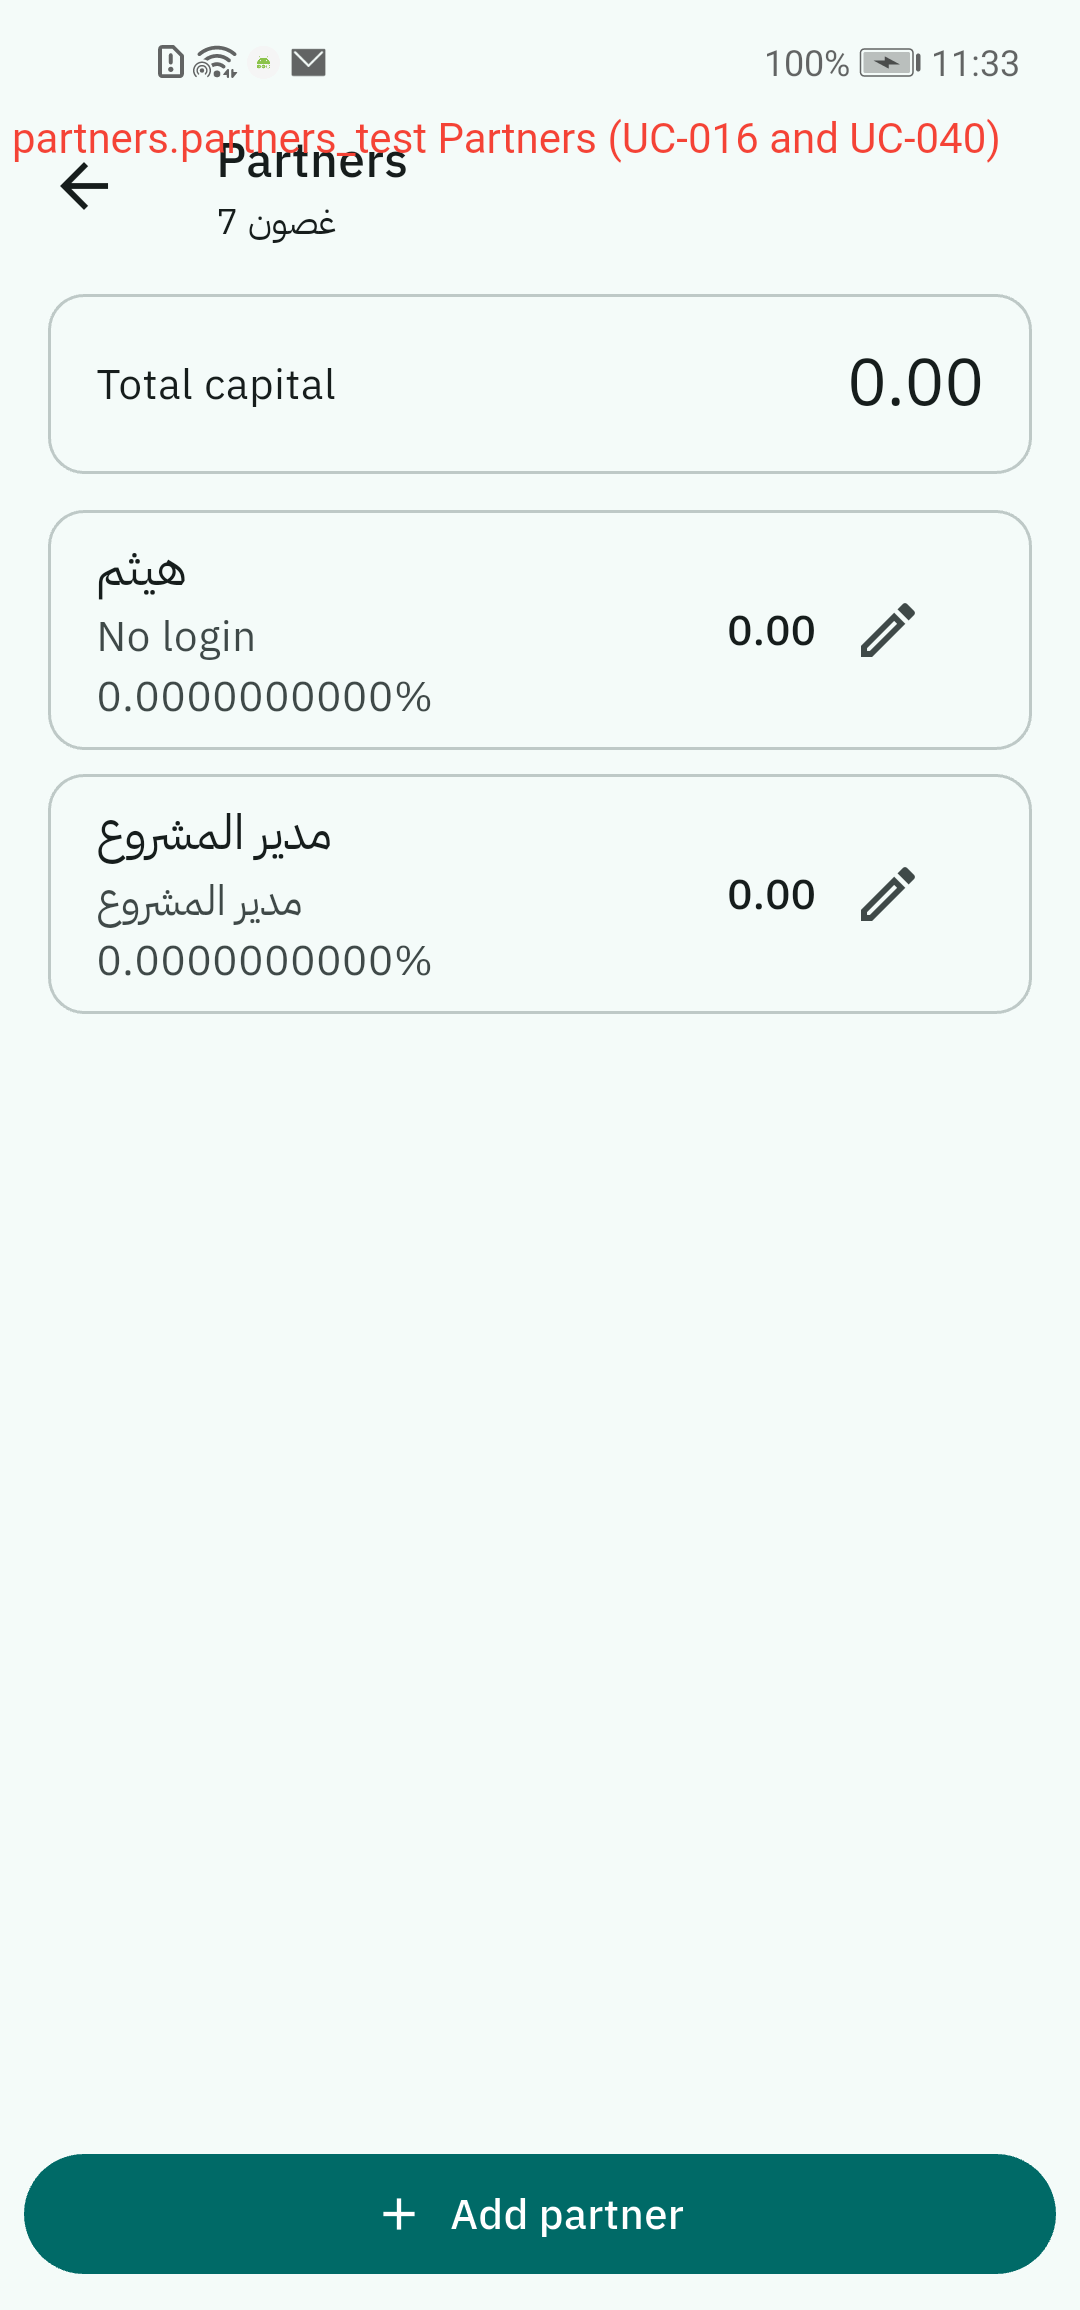 100% 11:33
partners.partners_test Partners (UC-016 and UC-040)
Partners
غصون 7
Total capital
0.00
هيثم
No login
0.0000000000%
0.00
مدير المشروع
مدير المشروع
0.0000000000%
0.00
+ Add partner